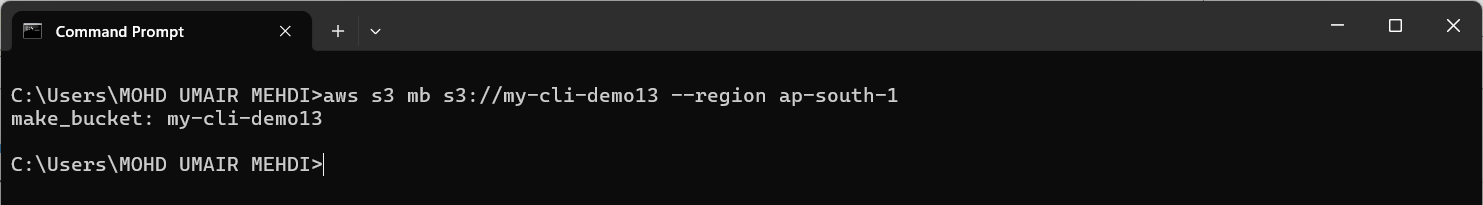 Command Prompt
C:\Users\MOHD UMAIR MEHDI>aws s3 mb s3://my-cli-demo13 --region ap-south-1
make_bucket: my-cli-demo13
C:\Users\MOHD UMAIR MEHDI>